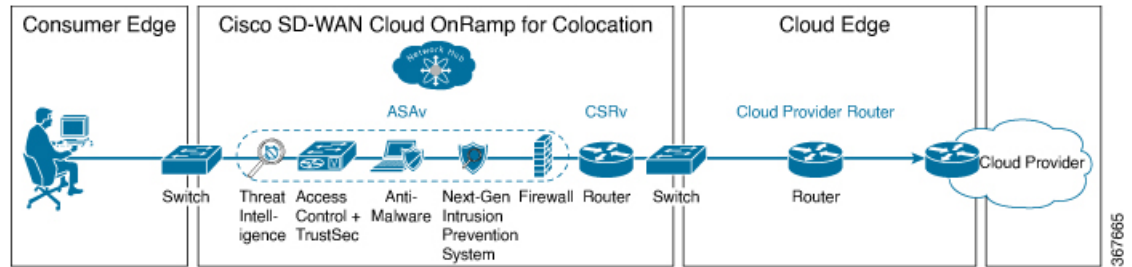 Consumer Edge
Cisco SD-WAN Cloud OnRamp for Colocation
Cloud Edge
Network Hub
ASAv
CSRv
Cloud Provider Router
Cloud Provider
Switch
Threat
Intell-
igence
Access
Control +
TrustSec
Anti-
Malware
Next-Gen
Intrusion
Prevention
System
Firewall
Router
Switch
Router
367665